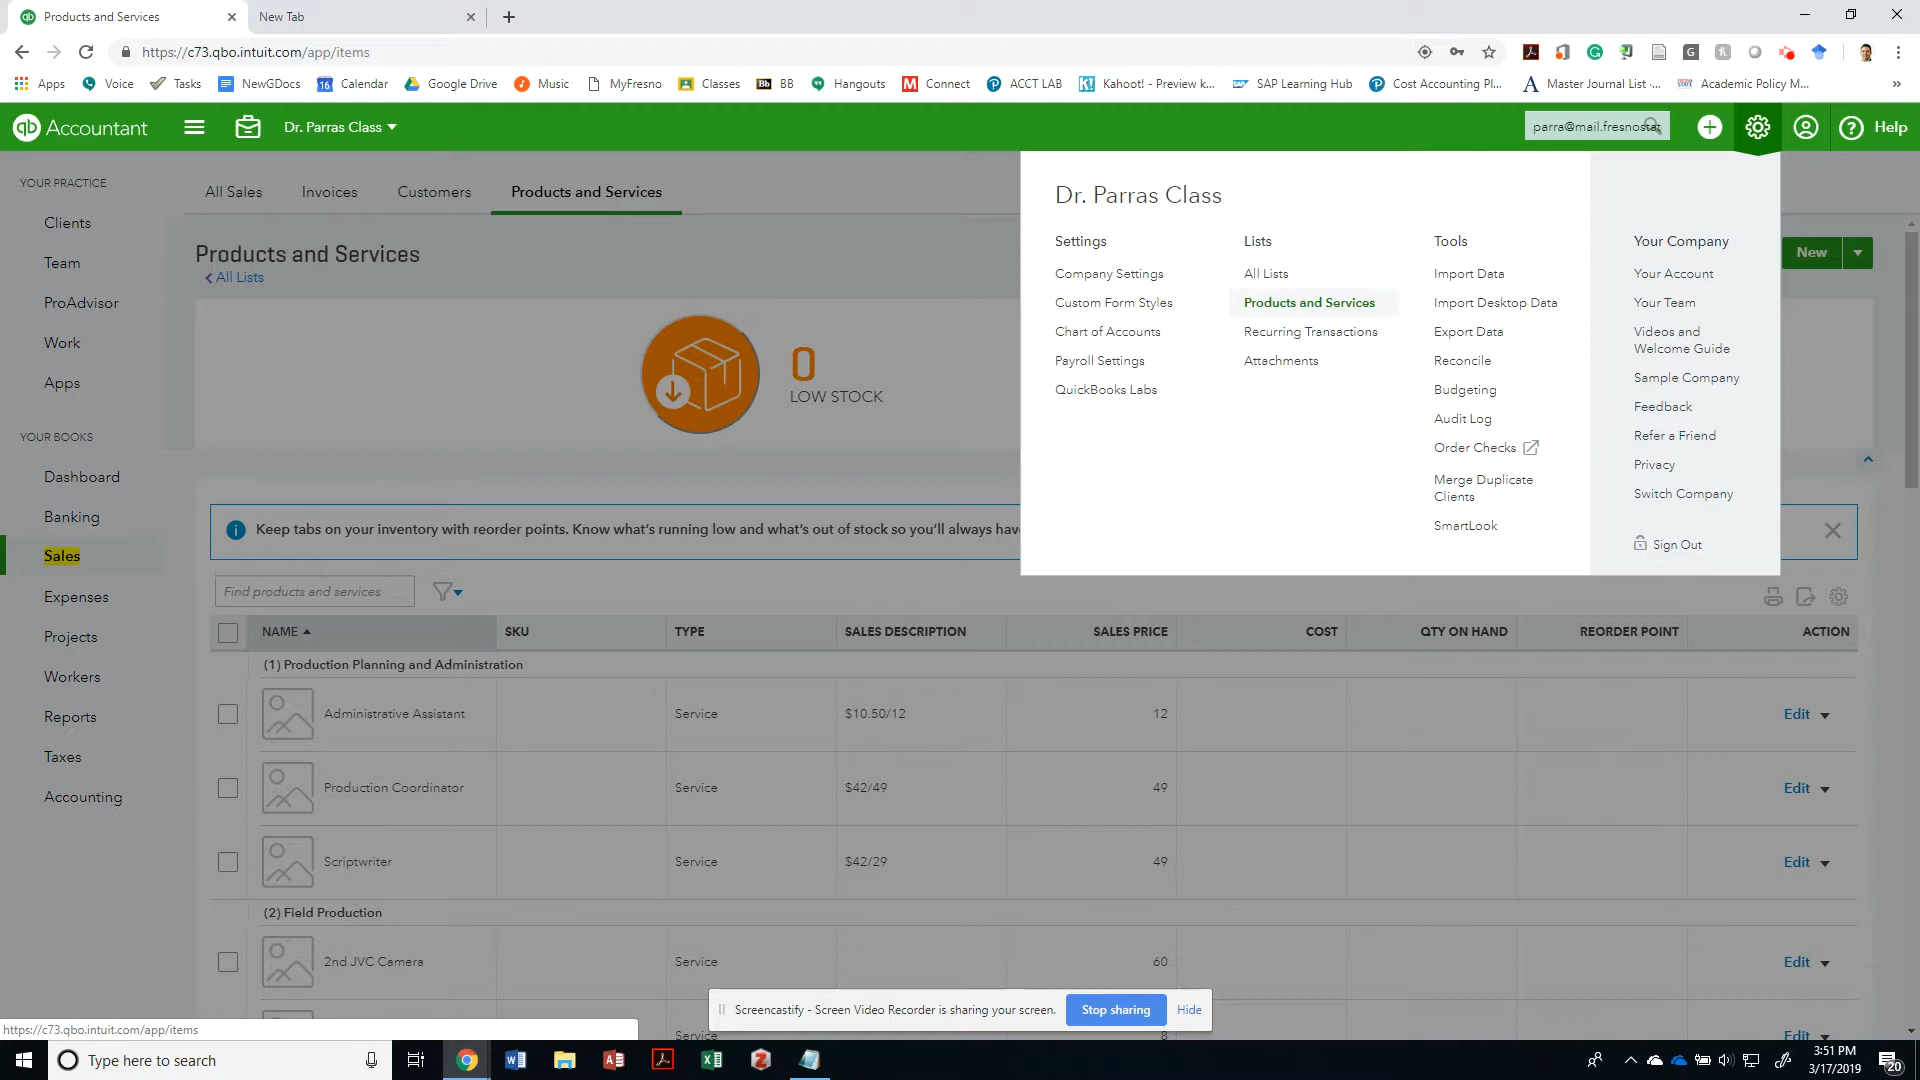 Products and Services
New Tab
https://c73.qbo.intuit.com/app/items
Apps Voice Tasks NewGDocs 16 Calendar Google Drive Music MyFresno Classes Bb BB Hangouts M Connect ACCT LAB Kahoot! - Preview k... SAP Learning Hub Cost Accounting Pl... Master Journal List -... Academic Policy M... »
qb Accountant Dr. Parras Class parra@mail.fresnostat Help
YOUR PRACTICE
Clients
Team
ProAdvisor
Work
Apps
YOUR BOOKS
Dashboard
Banking
Sales
Expenses
Projects
Workers
Reports
Taxes
Accounting
All Sales Invoices Customers Products and Services
Products and Services
All Lists
New
0
LOW STOCK
Dr. Parras Class
Settings
Company Settings
Custom Form Styles
Chart of Accounts
Payroll Settings
QuickBooks Labs
Lists
All Lists
Products and Services
Recurring Transactions
Attachments
Tools
Import Data
Import Desktop Data
Export Data
Reconcile
Budgeting
Audit Log
Order Checks
Merge Duplicate
Clients
SmartLook
Your Company
Your Account
Your Team
Videos and
Welcome Guide
Sample Company
Feedback
Refer a Friend
Privacy
Switch Company
Sign Out
Keep tabs on your inventory with reorder points. Know what's running low and what's out of stock so you'll always hav
Find products and services
NAME SKU TYPE SALES DESCRIPTION SALES PRICE COST QTY ON HAND REORDER POINT ACTION
(1) Production Planning and Administration
Administrative Assistant Service $10.50/12 12 Edit
Production Coordinator Service $42/49 49 Edit
Scriptwriter Service $42/29 49 Edit
(2) Field Production
2nd JVC Camera Service 60 Edit
Service 8 Edit
Screencastify - Screen Video Recorder is sharing your screen. Stop sharing Hide
https://c73.qbo.intuit.com/app/items
Type here to search
3:51 PM
3/17/2019
20